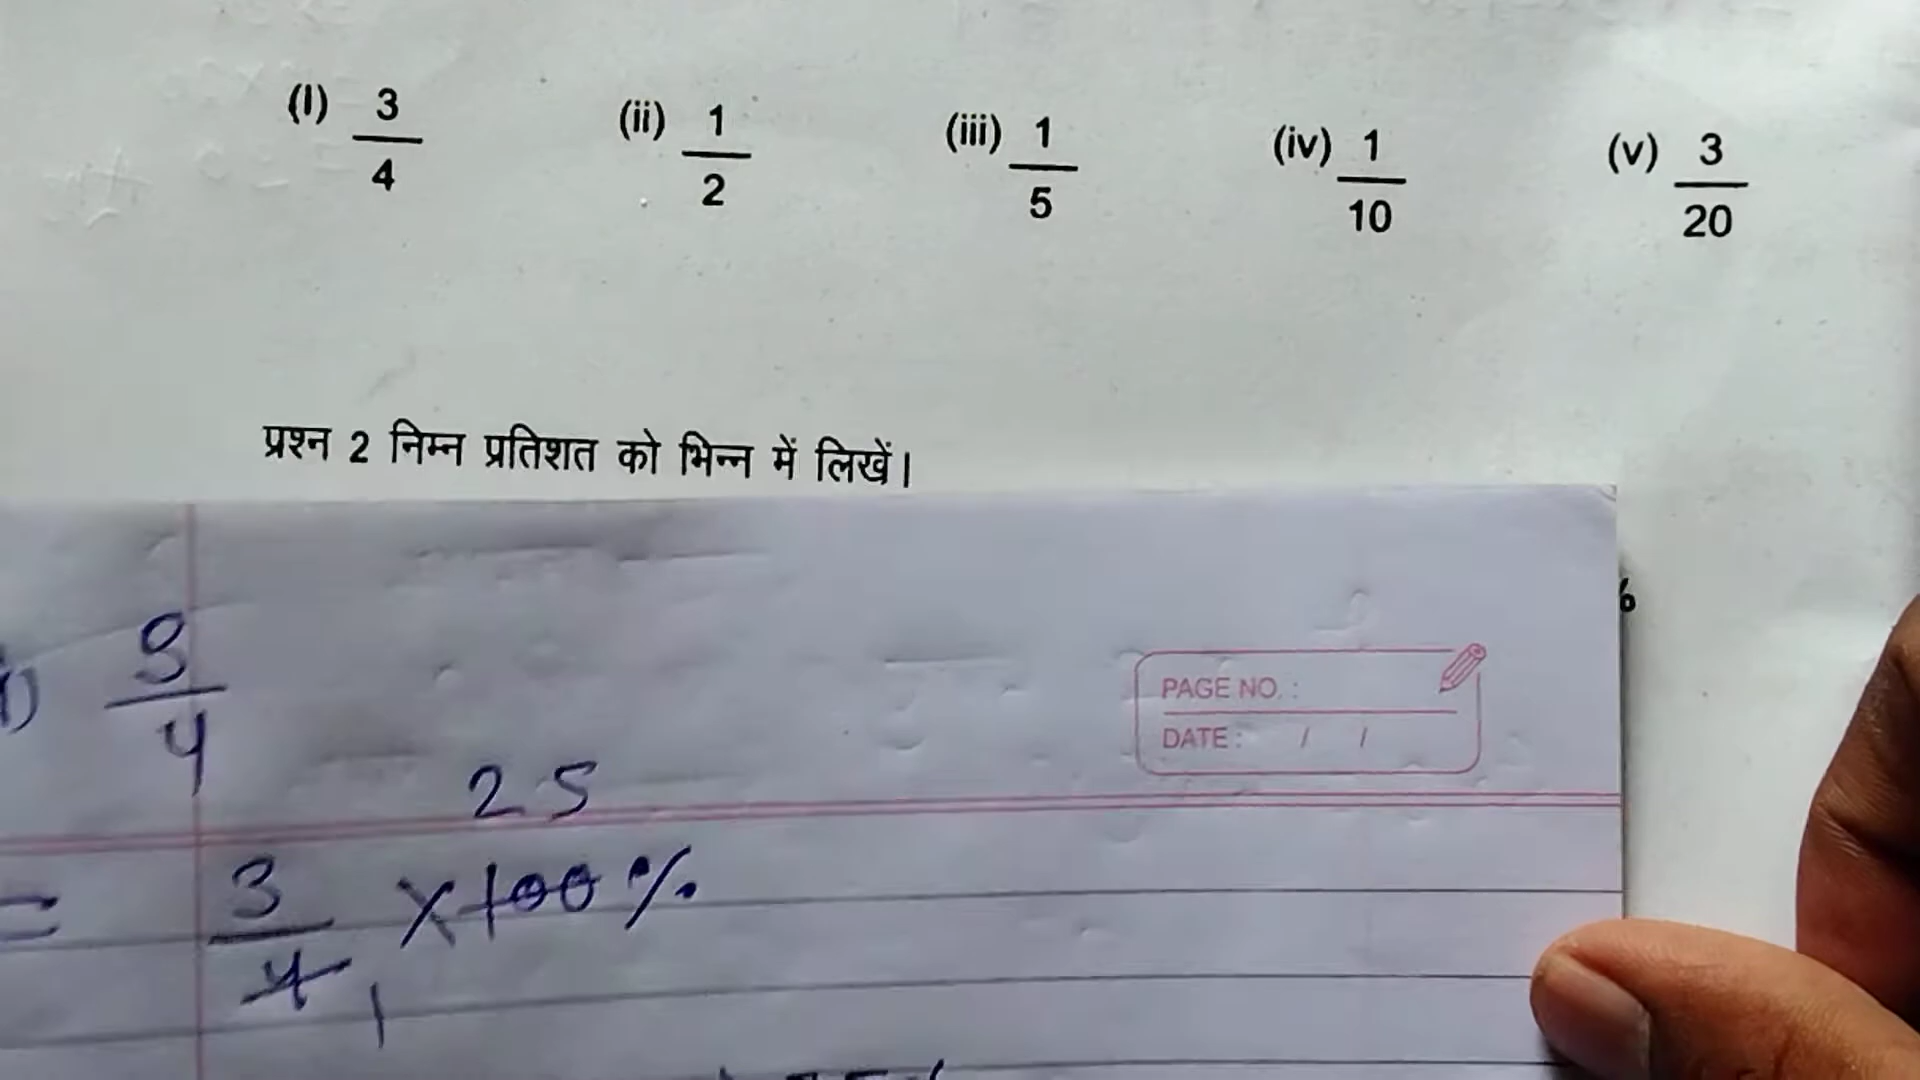 (I) 3/4 (ii) 1/2 (iii) 1/5 (iv) 1/10 (v) 3/20
प्रश्न 2 निम्न प्रतिशत को भिन्न में लिखें।
3/4
PAGE NO. :
DATE : / /
25
= 3/4 ×100%
1